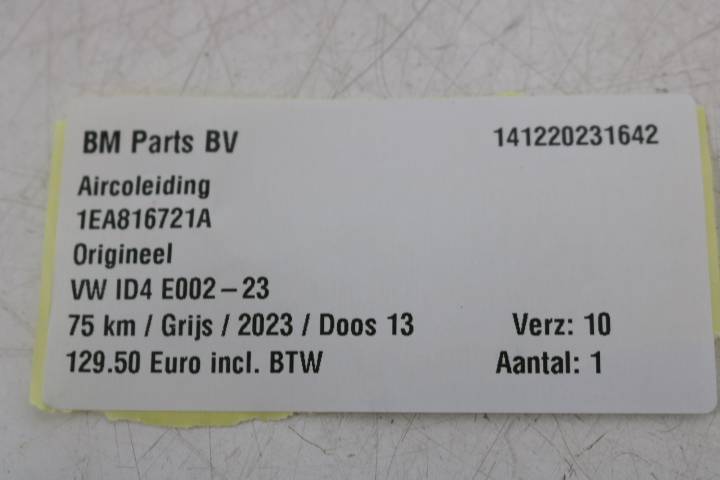 BM Parts BV 141220231642
Aircoleiding
1EA816721A
Origineel
VW ID4 E002-23
75 km / Grijs / 2023 / Doos 13 Verz: 10
129.50 Euro incl. BTW Aantal: 1